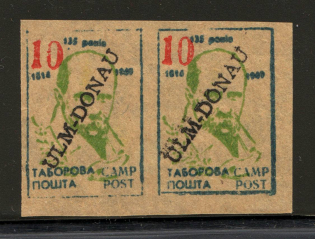 10 135 років
1814 1949
ULM-DONAU
ТАБОРОВА CAMP
ПОШТА POST
10 135 років
1814 1949
ULM-DONAU
ТАБОРОВА CAMP
ПОШТА POST